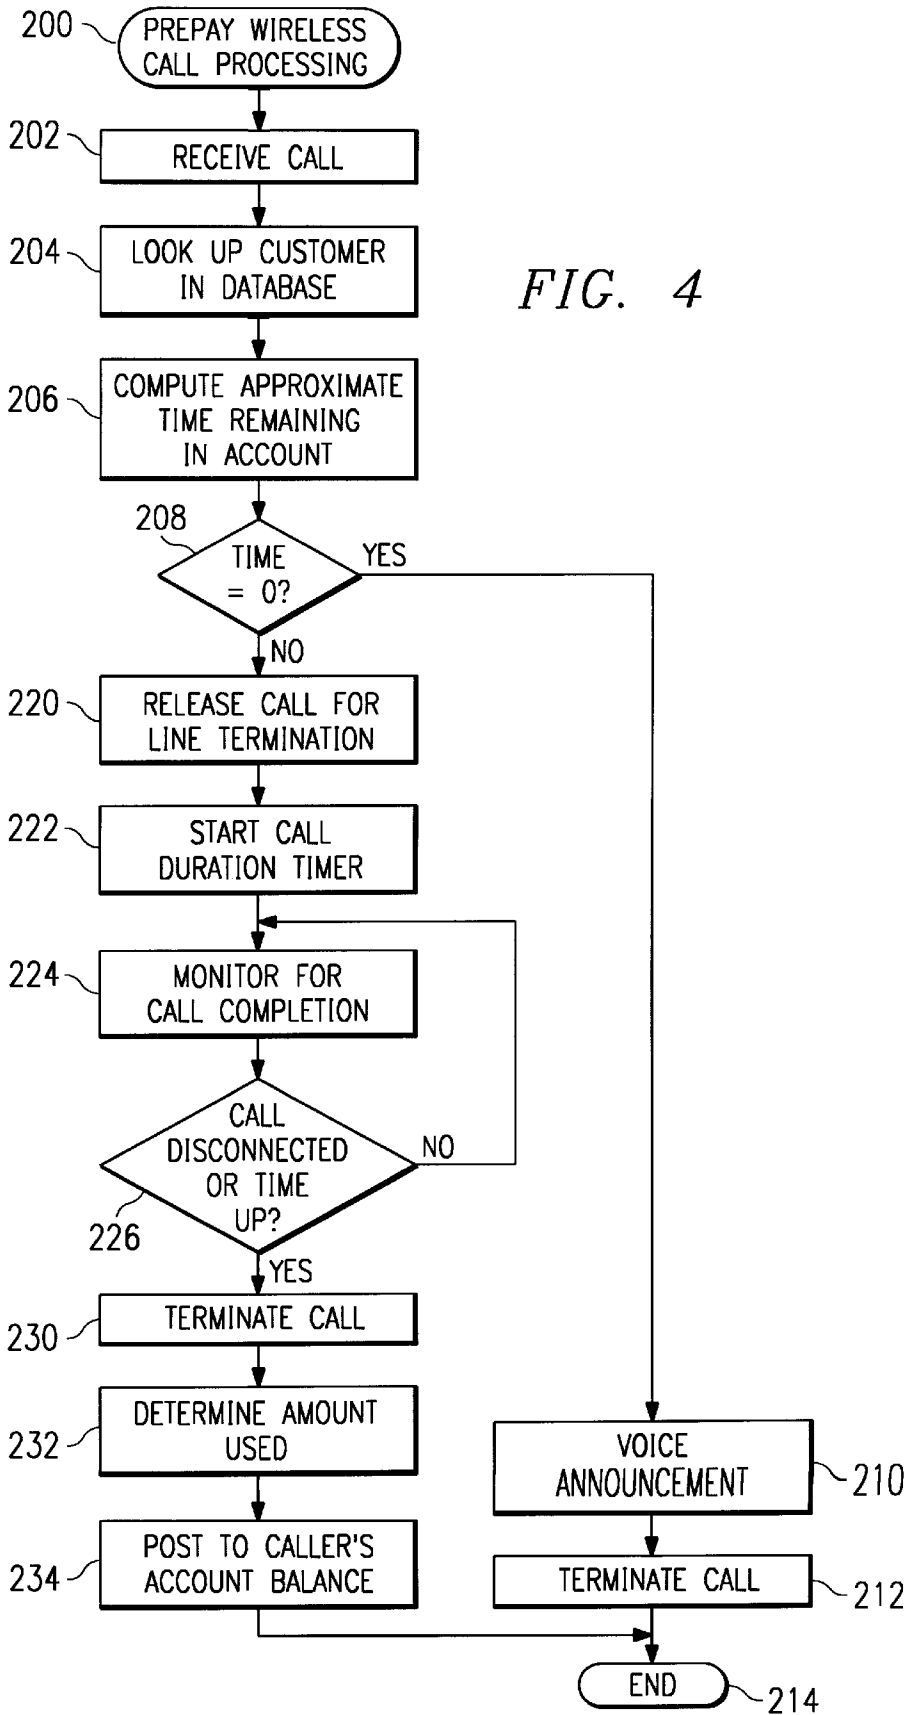 200
PREPAY WIRELESS
CALL PROCESSING
202
RECEIVE CALL
204
LOOK UP CUSTOMER
IN DATABASE
FIG. 4
206
COMPUTE APPROXIMATE
TIME REMAINING
IN ACCOUNT
208
TIME
= 0?
YES
NO
220
RELEASE CALL FOR
LINE TERMINATION
222
START CALL
DURATION TIMER
224
MONITOR FOR
CALL COMPLETION
CALL
DISCONNECTED
OR TIME
UP?
NO
226
YES
230
TERMINATE CALL
232
DETERMINE AMOUNT
USED
VOICE
ANNOUNCEMENT
210
234
POST TO CALLER'S
ACCOUNT BALANCE
TERMINATE CALL
212
END
214